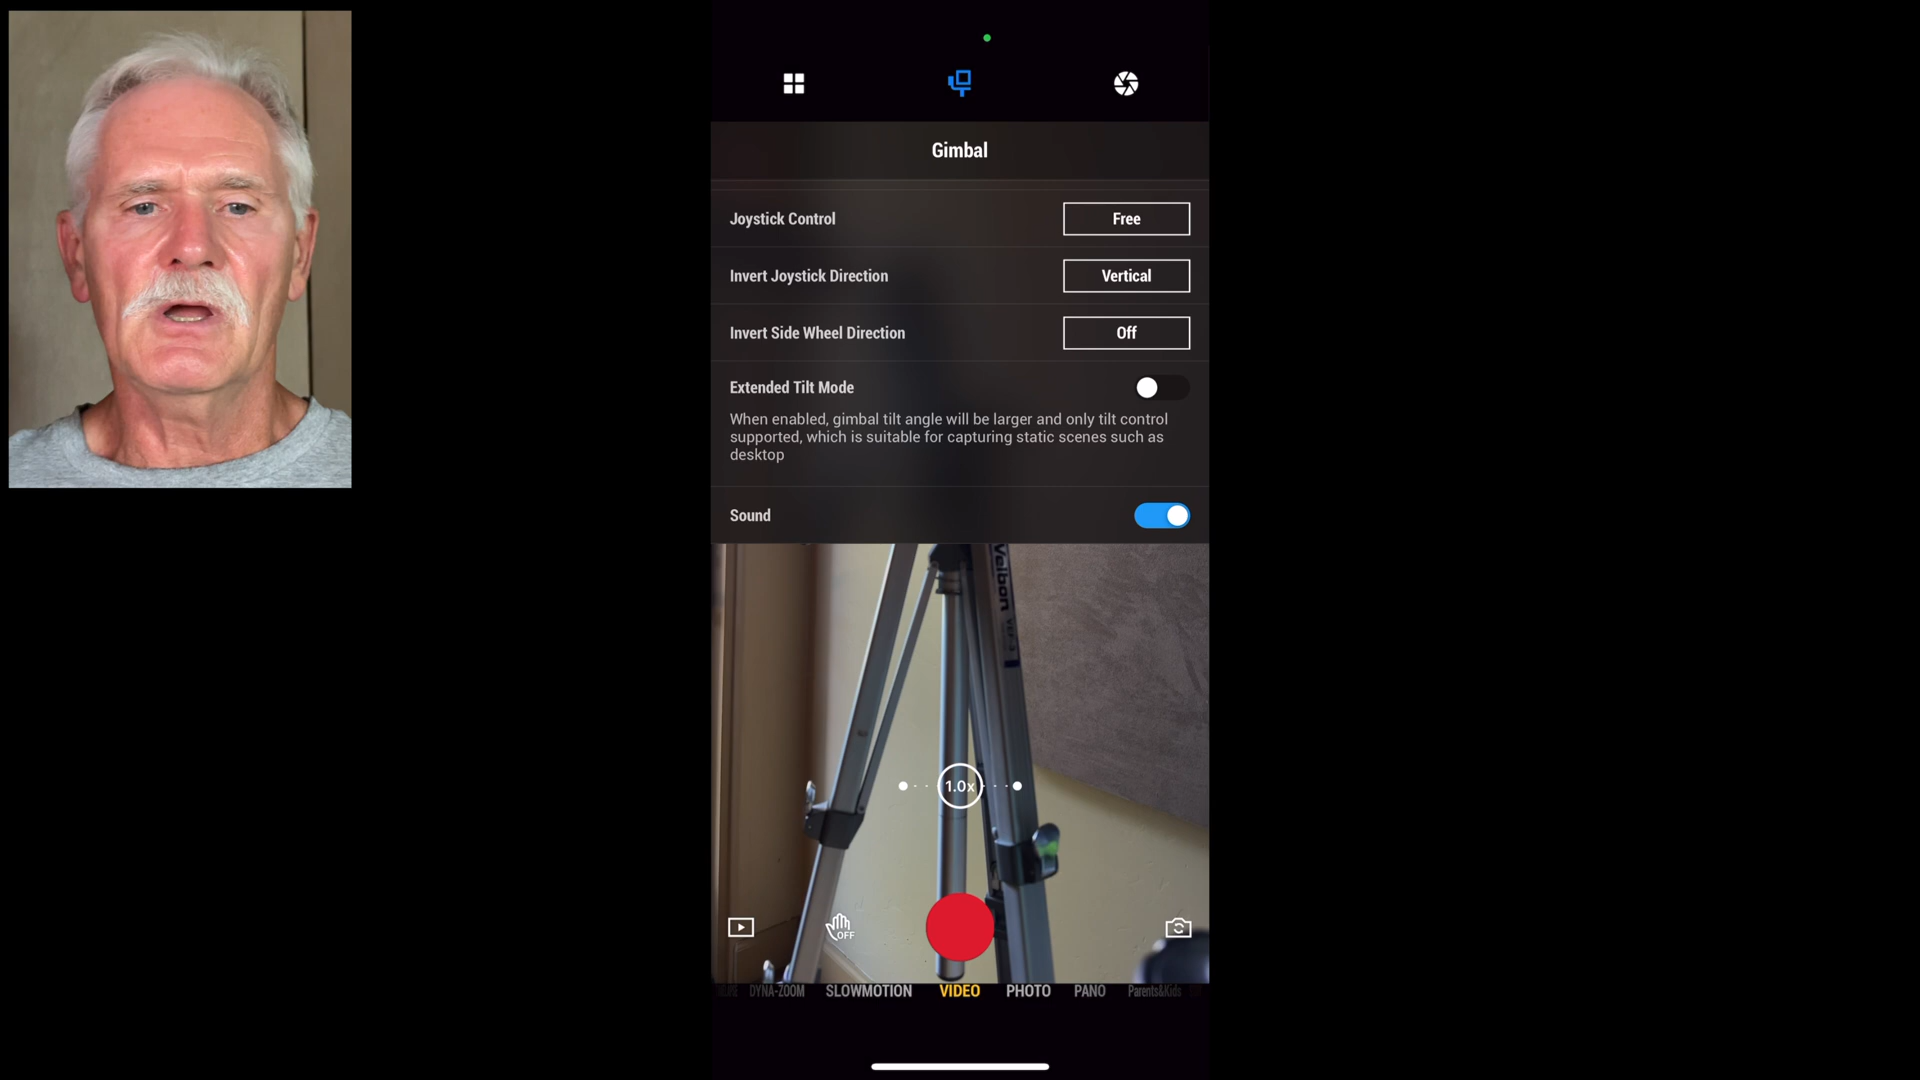 Gimbal
Joystick Control
Free
Invert Joystick Direction
Vertical
Invert Side Wheel Direction
Off
Extended Tilt Mode
When enabled, gimbal tilt angle will be larger and only tilt control
supported, which is suitable for capturing static scenes such as
desktop
Sound
Velbon
1.0x
OFF
DYNA-ZOOM SLOWMOTION VIDEO PHOTO PANO Parents&Kids